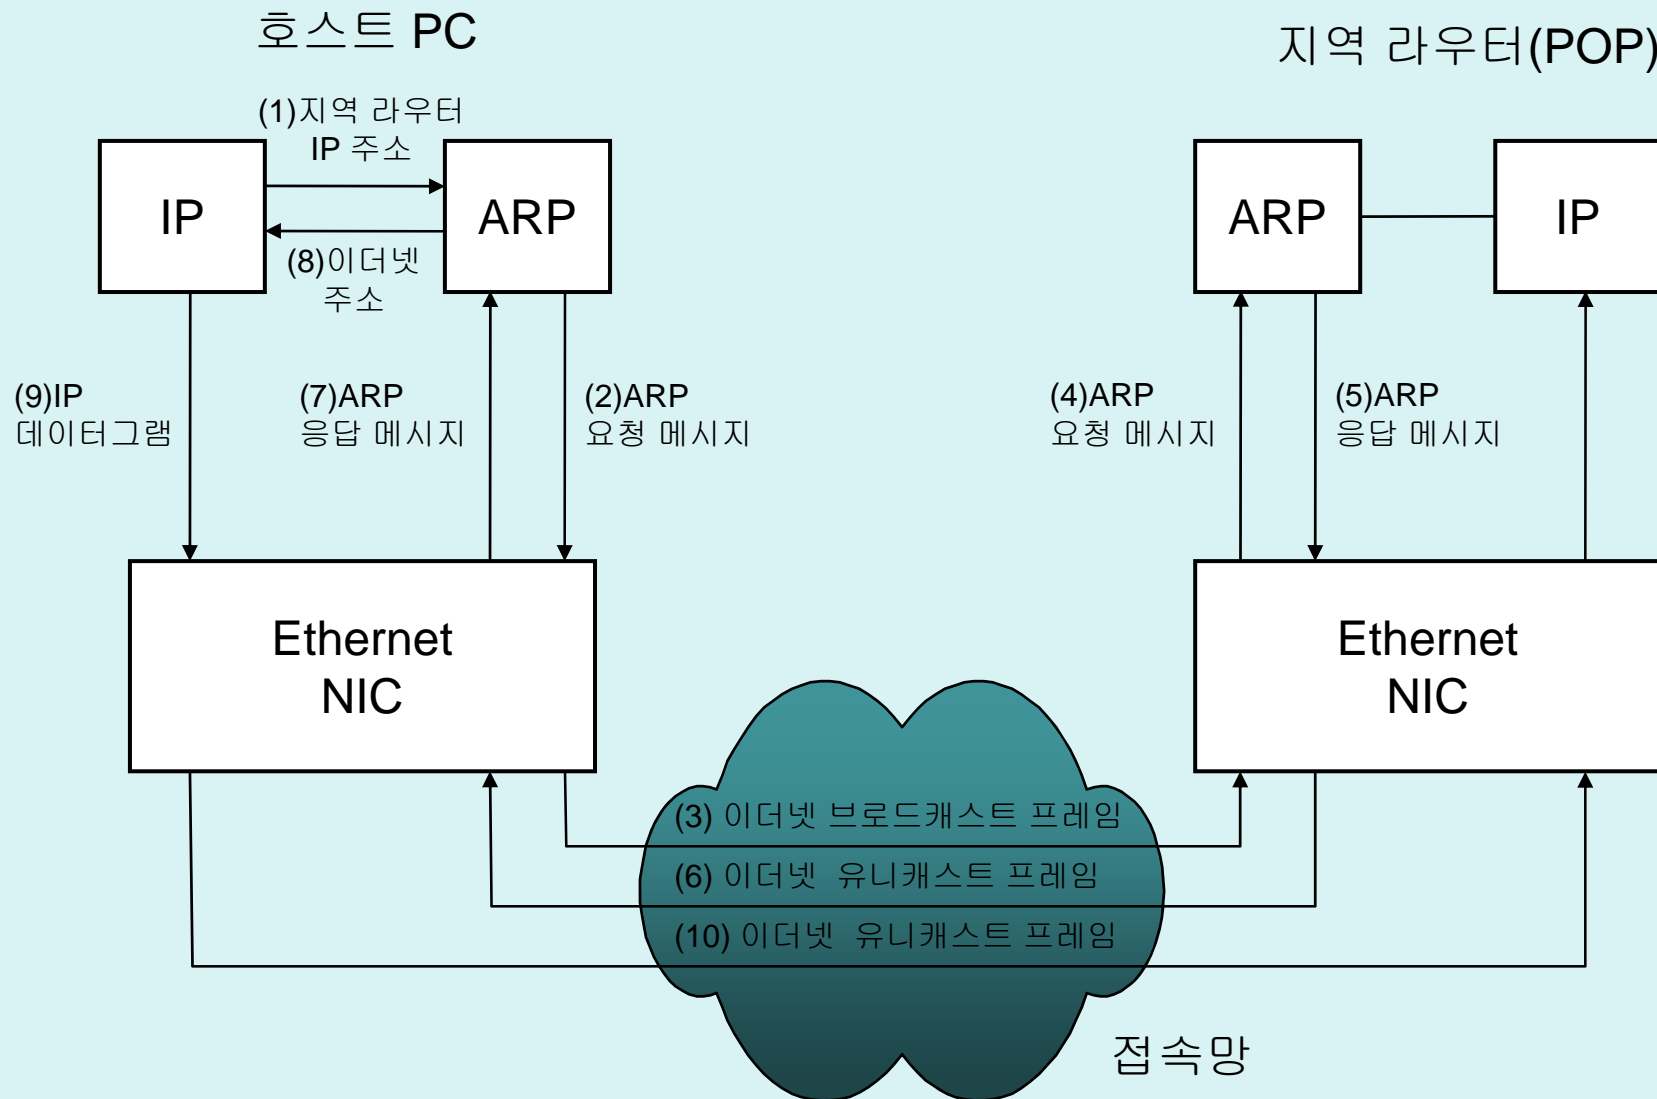 호스트 PC
지역 라우터(POP)
(1)지역 라우터
IP 주소
IP
ARP
ARP
IP
(8)이더넷
주소
(9)IP
데이터그램
(7)ARP
응답 메시지
(2)ARP
요청 메시지
(4)ARP
요청 메시지
(5)ARP
응답 메시지
Ethernet
NIC
Ethernet
NIC
(3) 이더넷 브로드캐스트 프레임
(6) 이더넷 유니캐스트 프레임
(10) 이더넷 유니캐스트 프레임
접속망